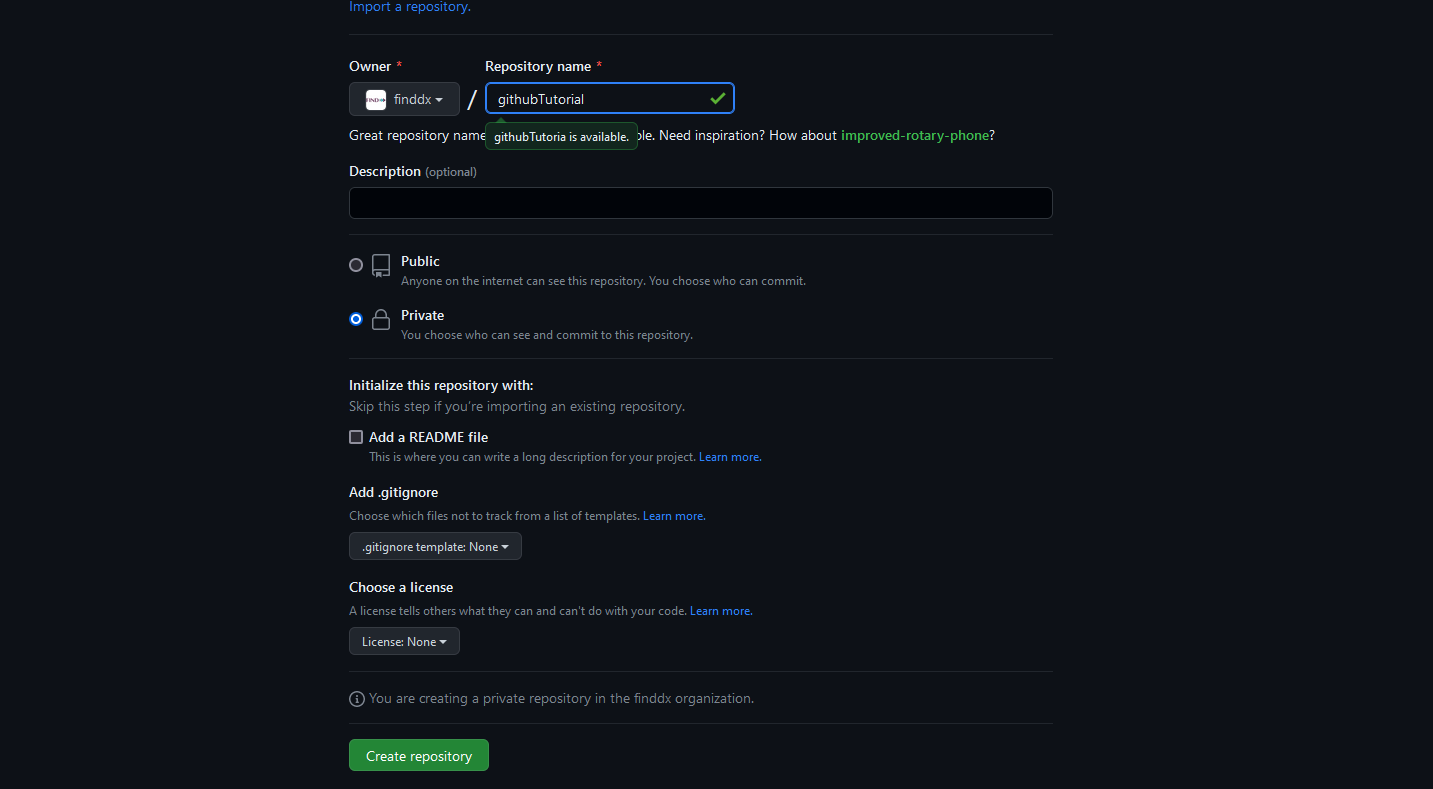 Import a repository.
Owner * Repository name *
FIND finddx / githubTutorial
Great repository name ble. Need inspiration? How about improved-rotary-phone?
githubTutoria is available.
Description (optional)
Public
Anyone on the internet can see this repository. You choose who can commit.
Private
You choose who can see and commit to this repository.
Initialize this repository with:
Skip this step if you're importing an existing repository.
Add a README file
This is where you can write a long description for your project. Learn more.
Add .gitignore
Choose which files not to track from a list of templates. Learn more.
.gitignore template: None
Choose a license
A license tells others what they can and can't do with your code. Learn more.
License: None
You are creating a private repository in the finddx organization.
Create repository